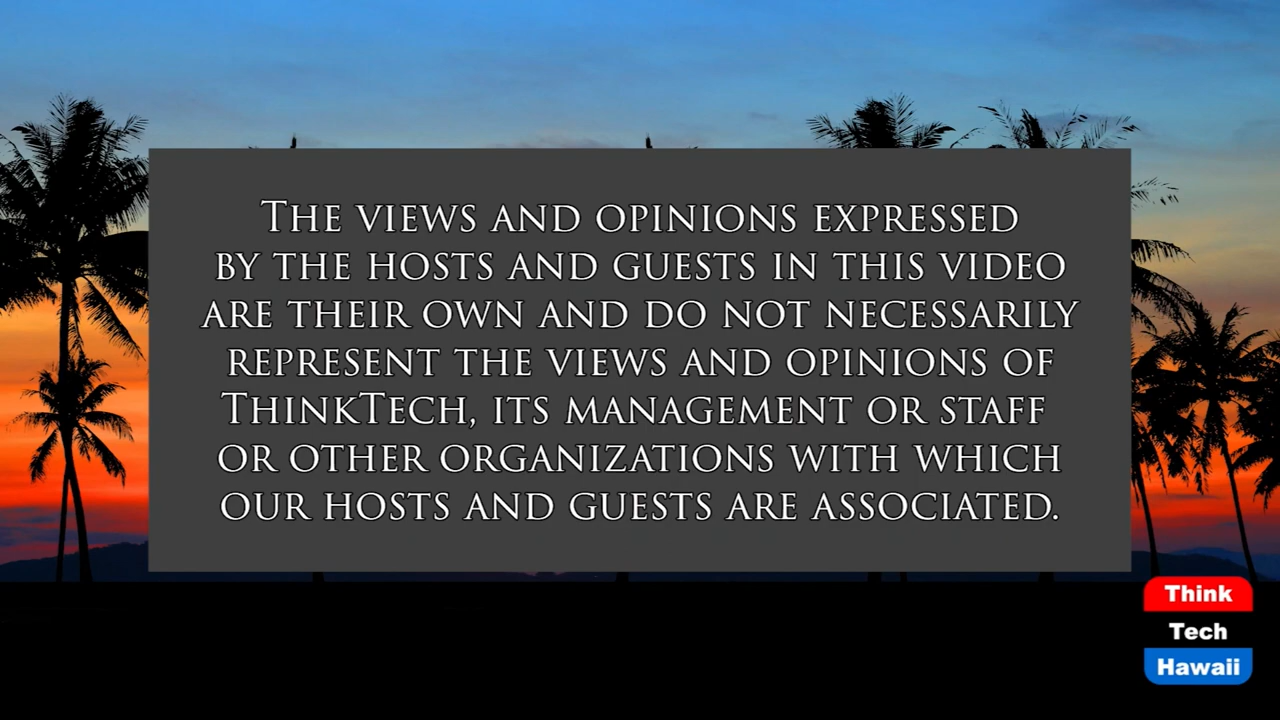 The views and opinions expressed
by the hosts and guests in this video
are their own and do not necessarily
represent the views and opinions of
ThinkTech, its management or staff
or other organizations with which
our hosts and guests are associated.
Think
Tech
Hawaii